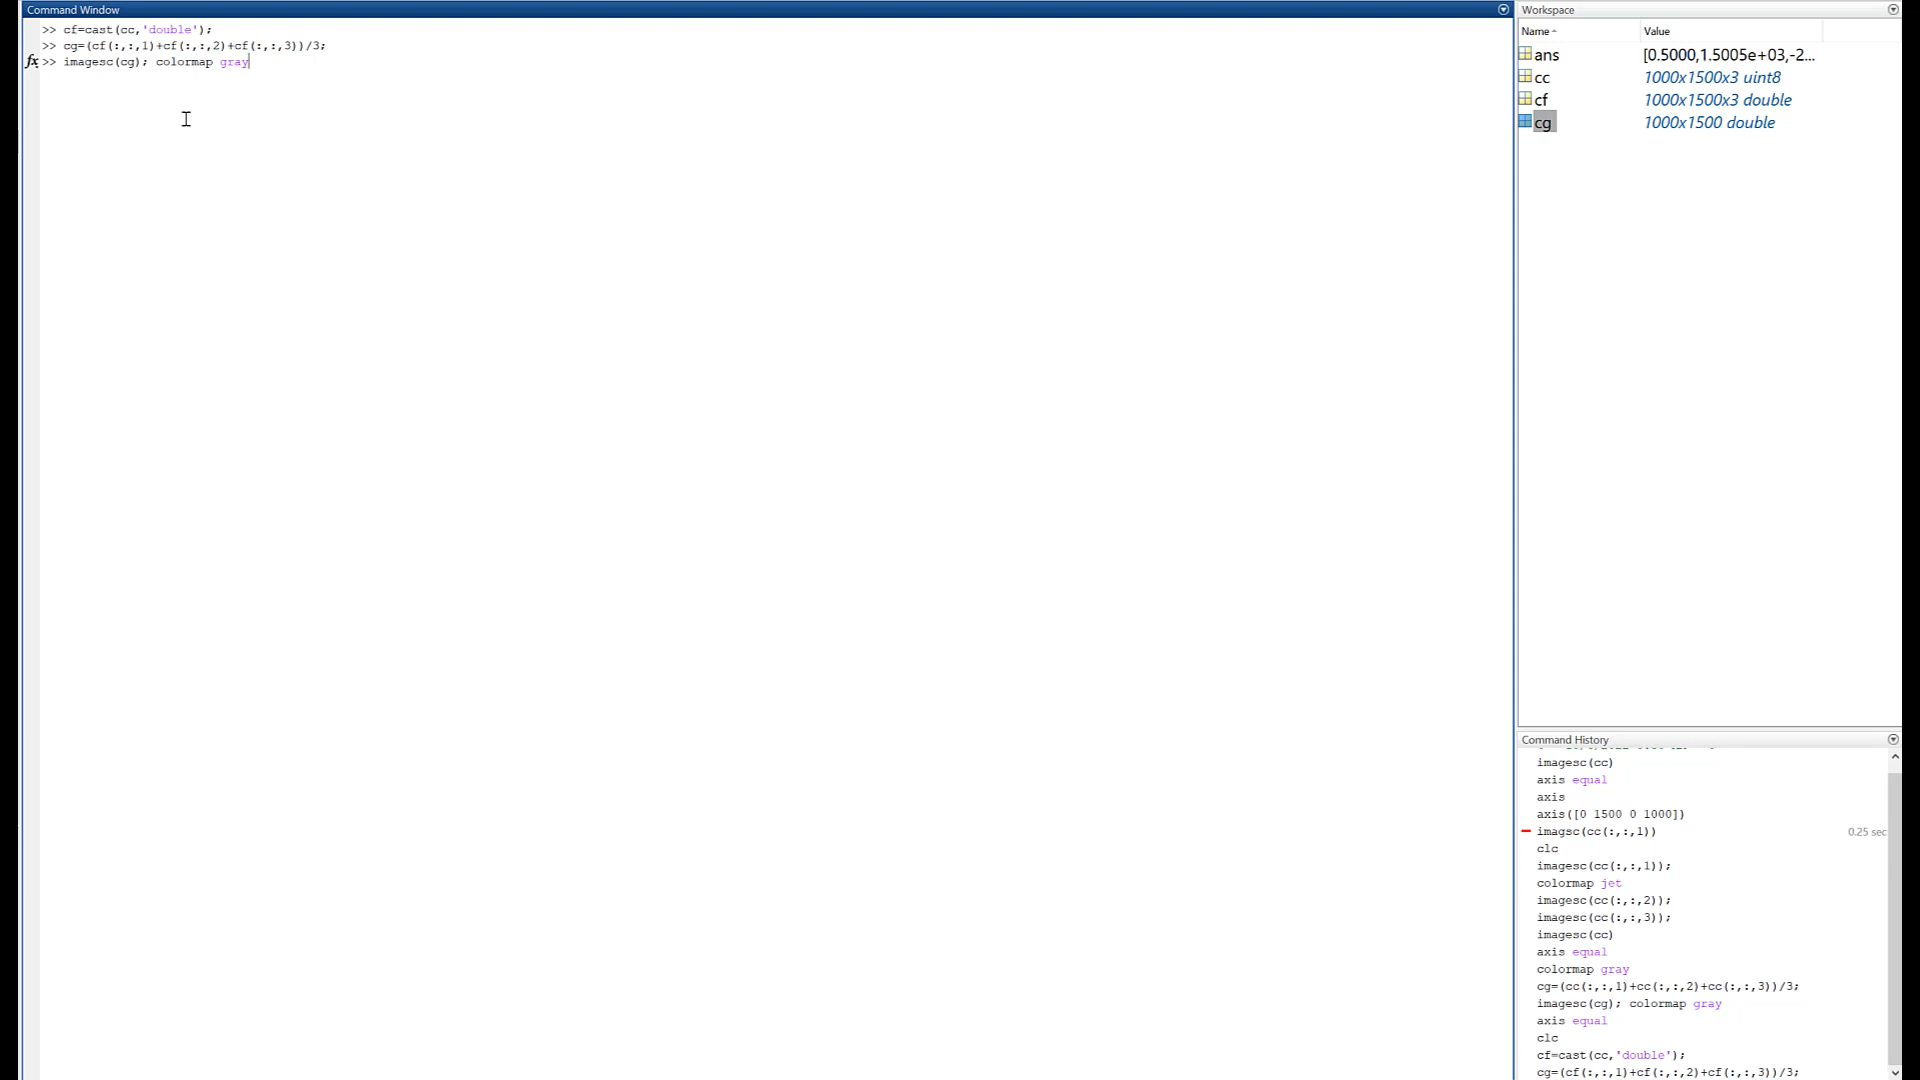 Command Window
>> cf=cast(cc,'double');
>> cg=(cf(:,:,1)+cf(:,:,2)+cf(:,:,3))/3;
fx >> imagesc(cg); colormap gray
Workspace
Name Value
ans [0.5000,1.5005e+03,-2...
cc 1000x1500x3 uint8
cf 1000x1500x3 double
cg 1000x1500 double
Command History
imagesc(cc)
axis equal
axis
axis([0 1500 0 1000])
imagsc(cc(:,:,1)) 0.25 sec
clc
imagesc(cc(:,:,1));
colormap jet
imagesc(cc(:,:,2));
imagesc(cc(:,:,3));
imagesc(cc)
axis equal
colormap gray
cg=(cc(:,:,1)+cc(:,:,2)+cc(:,:,3))/3;
imagesc(cg); colormap gray
axis equal
clc
cf=cast(cc,'double');
cg=(cf(:,:,1)+cf(:,:,2)+cf(:,:,3))/3;